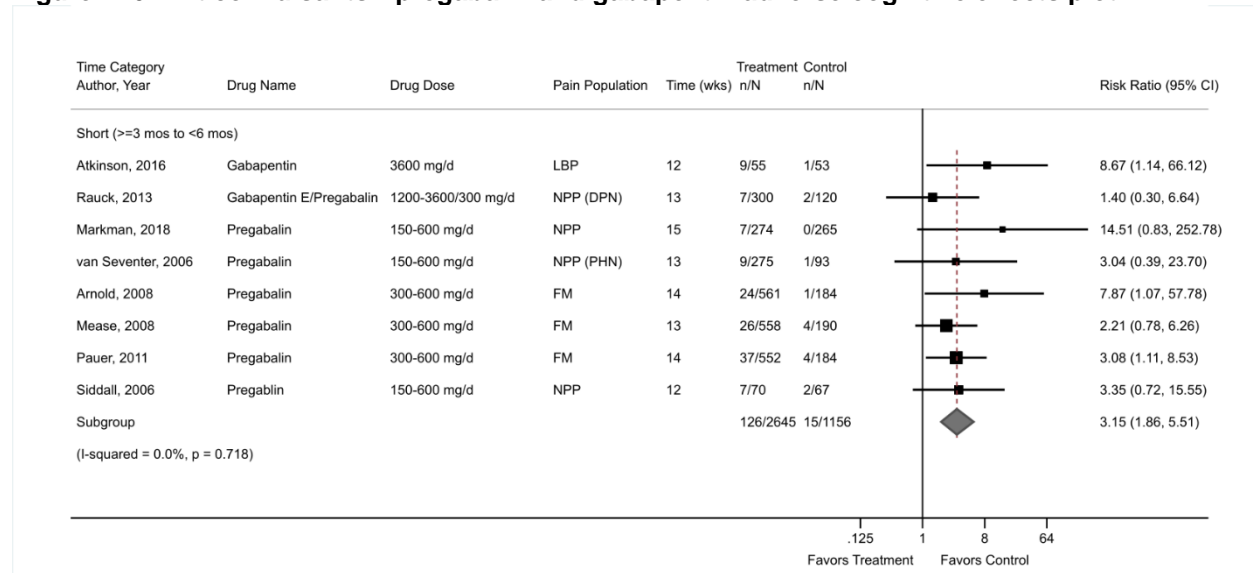 Time Category
Author, Year Drug Name Drug Dose Pain Population Time (wks) Treatment n/N Control n/N Risk Ratio (95% CI)
Short (>=3 mos to <6 mos)
Atkinson, 2016 Gabapentin 3600 mg/d LBP 12 9/55 1/53 8.67 (1.14, 66.12)
Rauck, 2013 Gabapentin E/Pregabalin 1200-3600/300 mg/d NPP (DPN) 13 7/300 2/120 1.40 (0.30, 6.64)
Markman, 2018 Pregabalin 150-600 mg/d NPP 15 7/274 0/265 14.51 (0.83, 252.78)
van Seventer, 2006 Pregabalin 150-600 mg/d NPP (PHN) 13 9/275 1/93 3.04 (0.39, 23.70)
Arnold, 2008 Pregabalin 300-600 mg/d FM 14 24/561 1/184 7.87 (1.07, 57.78)
Mease, 2008 Pregabalin 300-600 mg/d FM 13 26/558 4/190 2.21 (0.78, 6.26)
Pauer, 2011 Pregabalin 300-600 mg/d FM 14 37/552 4/184 3.08 (1.11, 8.53)
Siddall, 2006 Pregablin 150-600 mg/d NPP 12 7/70 2/67 3.35 (0.72, 15.55)
Subgroup 126/2645 15/1156 3.15 (1.86, 5.51)
(I-squared = 0.0%, p = 0.718)
.125 1 8 64
Favors Treatment Favors Control